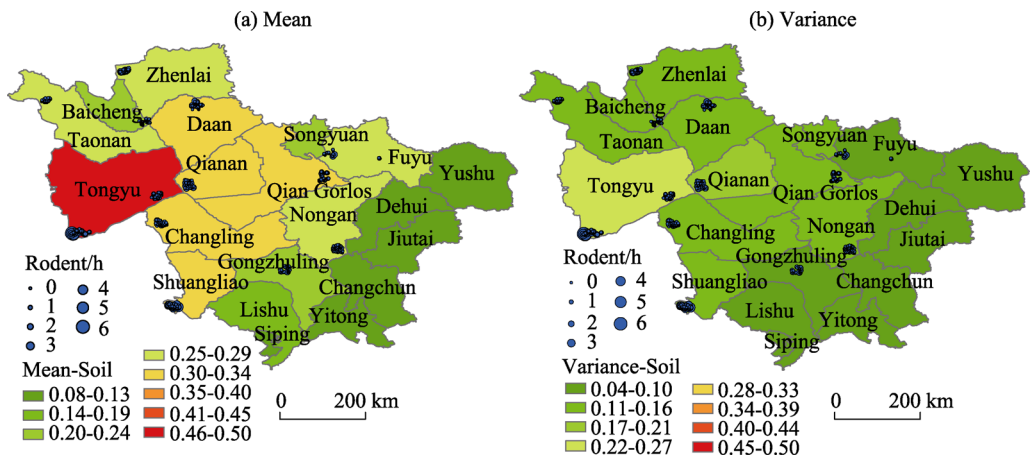 (a) Mean
Zhenlai
Baicheng
Daan
Taonan
Songyuan
Fuyu
Qianan
Yushu
Tongyu
Qian Gorlos
Dehui
Nongan
Jiutai
Changling
Gongzhuling
Shuangliao
Changchun
Lishu
Yitong
Siping
Rodent/h
0 4
1 5
2 6
3
Mean-Soil
0.08-0.13
0.14-0.19
0.20-0.24
0.25-0.29
0.30-0.34
0.35-0.40
0.41-0.45
0.46-0.50
0 200 km
(b) Variance
Zhenlai
Baicheng
Daan
Taonan
Songyuan
Fuyu
Qianan
Yushu
Tongyu
Qian Gorlos
Dehui
Nongan
Jiutai
Changling
Gongzhuling
Shuangliao
Changchun
Lishu
Yitong
Siping
Rodent/h
0 4
1 5
2 6
3
Variance-Soil
0.04-0.10
0.11-0.16
0.17-0.21
0.22-0.27
0.28-0.33
0.34-0.39
0.40-0.44
0.45-0.50
0 200 km